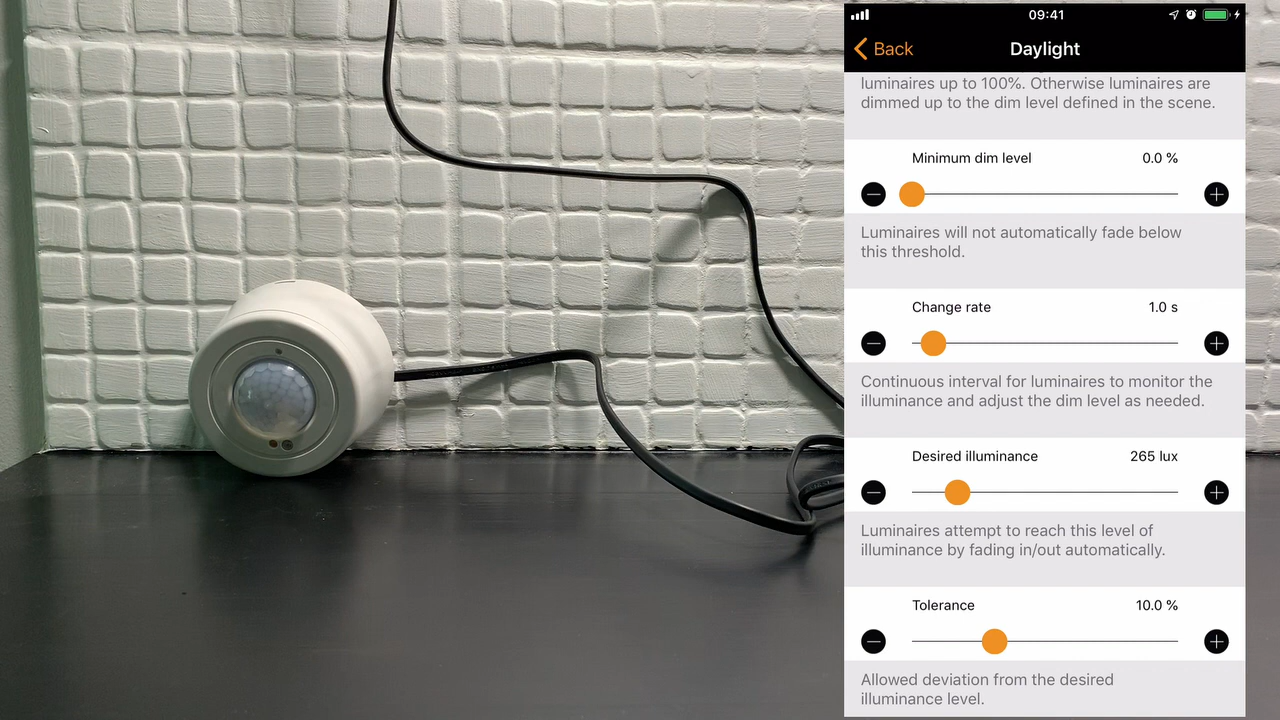 09:41
Back
Daylight
luminaires up to 100%. Otherwise luminaires are
dimmed up to the dim level defined in the scene.
Minimum dim level 0.0 %
Luminaires will not automatically fade below
this threshold.
Change rate 1.0 s
Continuous interval for luminaires to monitor the
illuminance and adjust the dim level as needed.
Desired illuminance 265 lux
Luminaires attempt to reach this level of
illuminance by fading in/out automatically.
Tolerance 10.0 %
Allowed deviation from the desired
illuminance level.